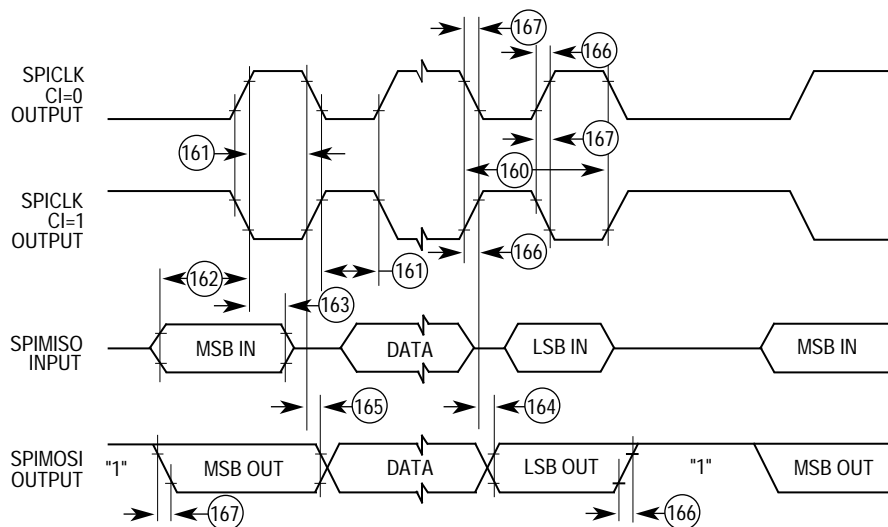 167
166
SPICLK
CI=0
OUTPUT
161
167
160
SPICLK
CI=1
OUTPUT
166
161
162
163
SPIMISO
INPUT
MSB IN
DATA
LSB IN
MSB IN
165
164
SPIMOSI
OUTPUT
"1"
MSB OUT
DATA
LSB OUT
"1"
MSB OUT
167
166